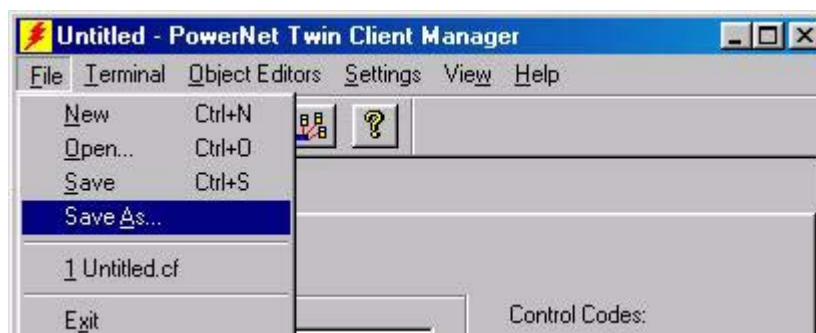 Untitled - PowerNet Twin Client Manager
File Terminal Object Editors Settings View Help
New Ctrl+N
Open... Ctrl+O
Save Ctrl+S
Save As...
1 Untitled.cf
Exit
Control Codes: